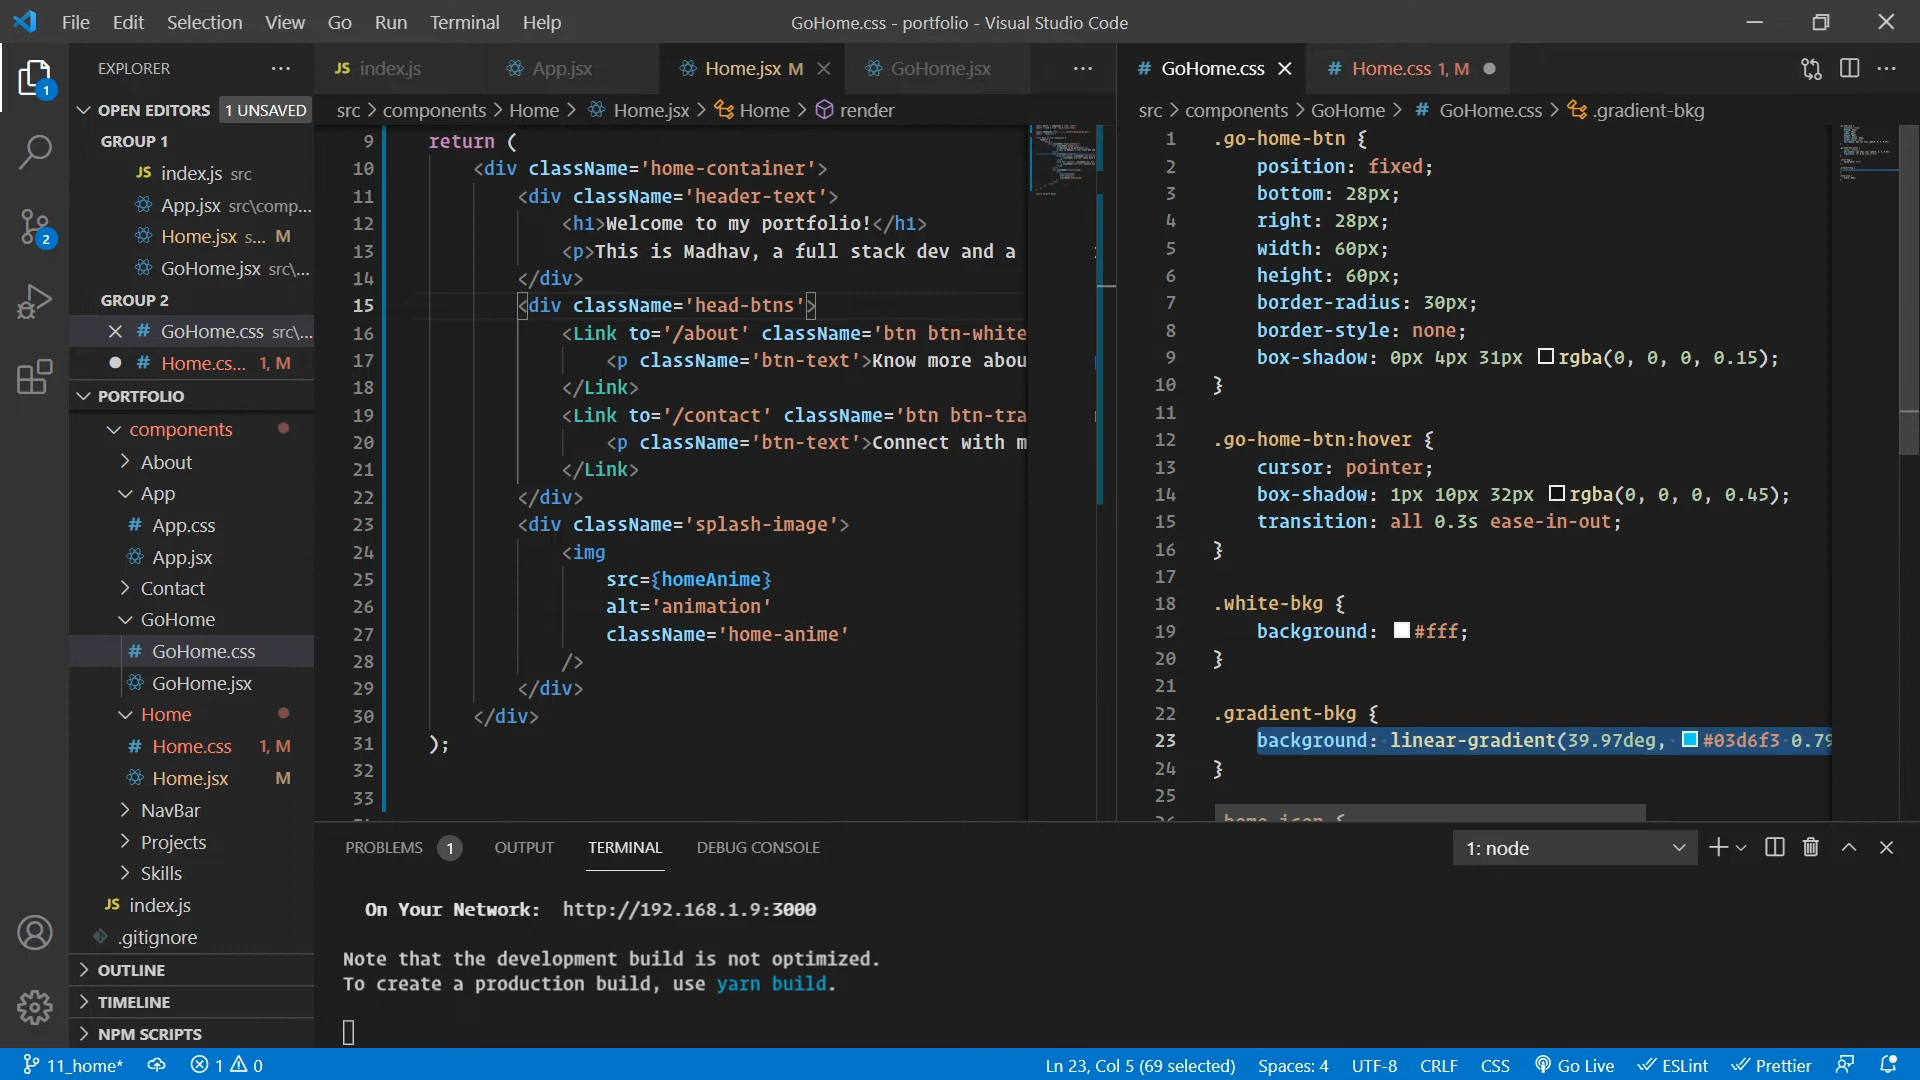 File Edit Selection View Go Run Terminal Help
GoHome.css - portfolio - Visual Studio Code
EXPLORER
OPEN EDITORS 1 UNSAVED
GROUP 1
JS index.js src
App.jsx src\comp...
Home.jsx s... M
GoHome.jsx src\...
GROUP 2
# GoHome.css src\...
# Home.cs... 1, M
PORTFOLIO
components
About
App
# App.css
App.jsx
Contact
GoHome
# GoHome.css
GoHome.jsx
Home
# Home.css 1, M
Home.jsx M
NavBar
Projects
Skills
JS index.js
.gitignore
OUTLINE
TIMELINE
NPM SCRIPTS
1
2
JS index.js App.jsx Home.jsx M GoHome.jsx
src > components > Home > Home.jsx > Home > render
9 return (
10 <div className='home-container'>
11 <div className='header-text'>
12 <h1>Welcome to my portfolio!</h1>
13 <p>This is Madhav, a full stack dev and a
14 </div>
15 <div className='head-btns'>
16 <Link to='/about' className='btn btn-white
17 <p className='btn-text'>Know more abou
18 </Link>
19 <Link to='/contact' className='btn btn-tra
20 <p className='btn-text'>Connect with m
21 </Link>
22 </div>
23 <div className='splash-image'>
24 <img
25 src={homeAnime}
26 alt='animation'
27 className='home-anime'
28 />
29 </div>
30 </div>
31 );
32
33
# GoHome.css # Home.css 1, M
src > components > GoHome > # GoHome.css > .gradient-bkg
1 .go-home-btn {
2 position: fixed;
3 bottom: 28px;
4 right: 28px;
5 width: 60px;
6 height: 60px;
7 border-radius: 30px;
8 border-style: none;
9 box-shadow: 0px 4px 31px rgba(0, 0, 0, 0.15);
10 }
11
12 .go-home-btn:hover {
13 cursor: pointer;
14 box-shadow: 1px 10px 32px rgba(0, 0, 0, 0.45);
15 transition: all 0.3s ease-in-out;
16 }
17
18 .white-bkg {
19 background: #fff;
20 }
21
22 .gradient-bkg {
23 background: linear-gradient(39.97deg, #03d6f3 0.79
24 }
25
PROBLEMS 1 OUTPUT TERMINAL DEBUG CONSOLE
1: node
On Your Network: http://192.168.1.9:3000
Note that the development build is not optimized.
To create a production build, use yarn build.
11_home* 1 0
Ln 23, Col 5 (69 selected) Spaces: 4 UTF-8 CRLF CSS Go Live ESLint Prettier